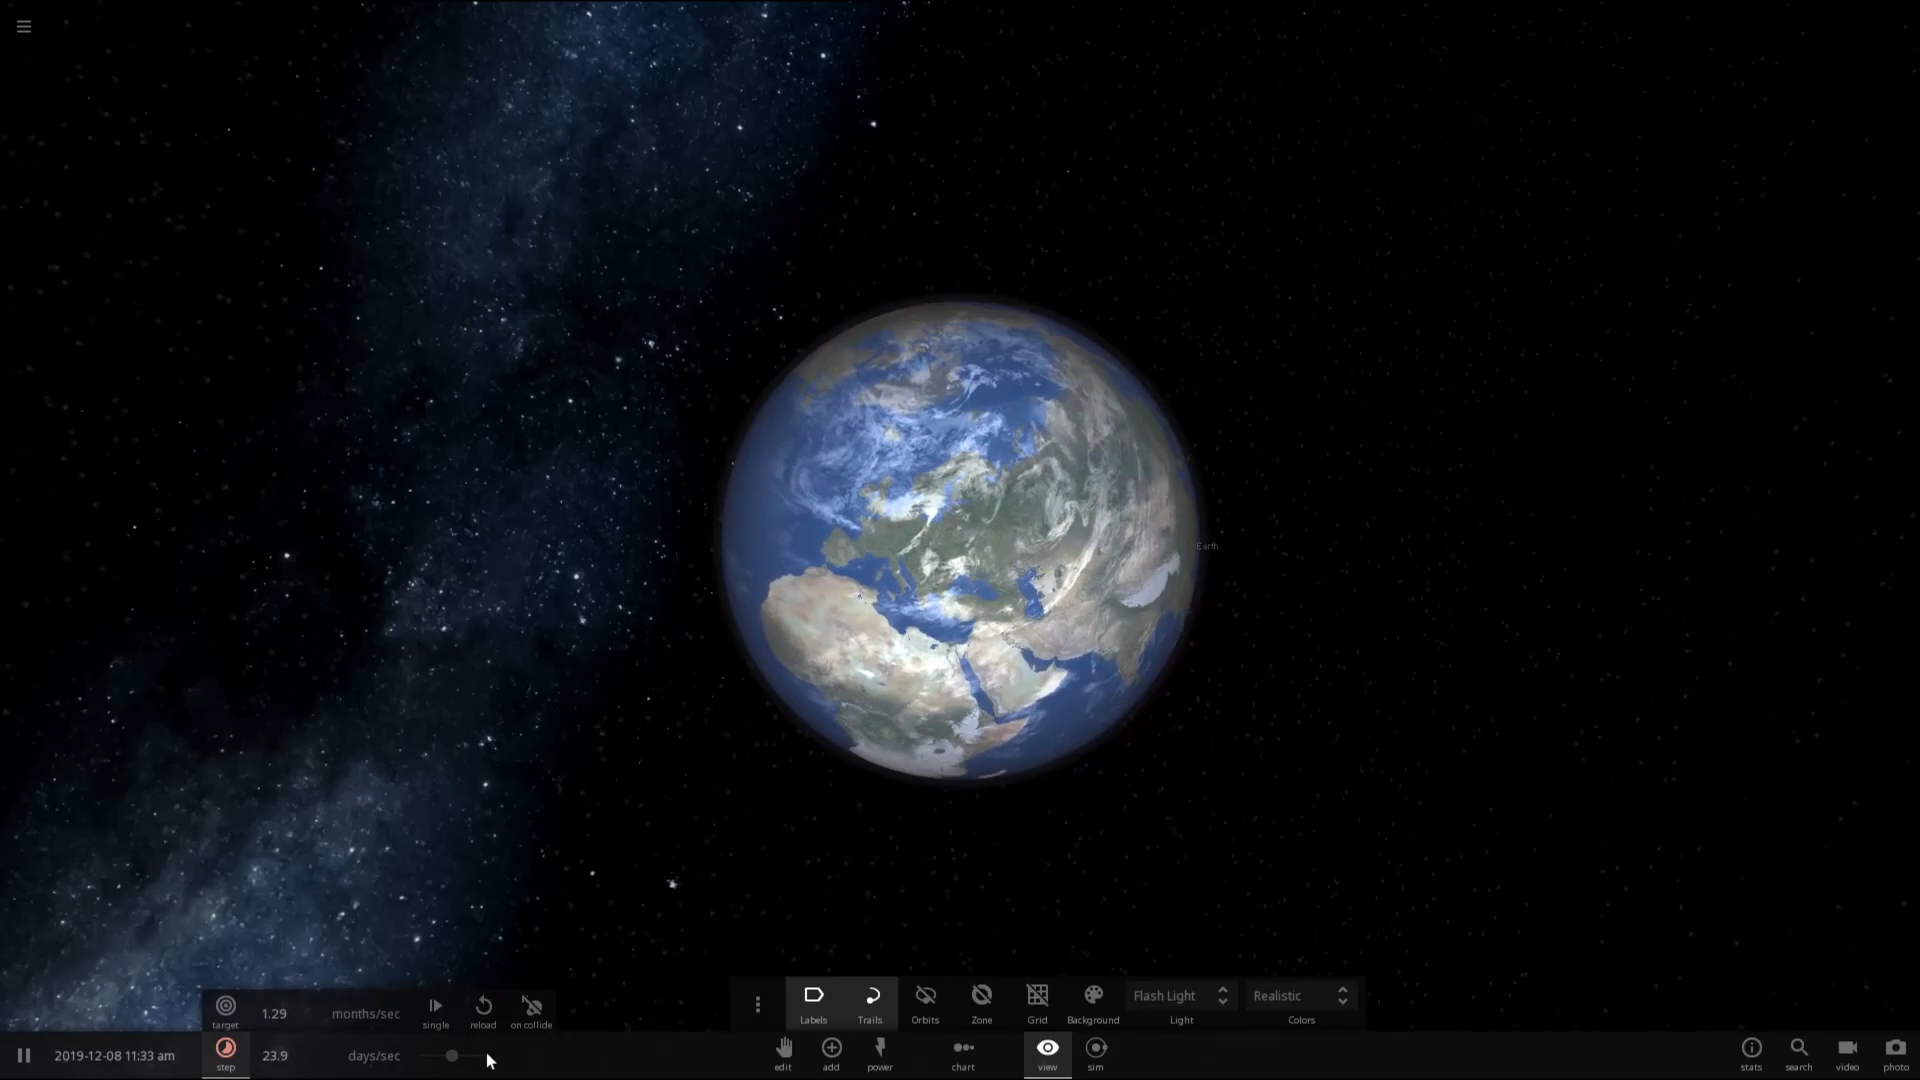 Earth
target
1.29 months/sec
single
reload
on collide
Labels
Trails
Orbits
Zone
Grid
Background
Flash Light
Light
Realistic
Colors
2019-12-08 11:33 am
step
23.9 days/sec
edit
add
power
chart
view
sim
stats
search
video
photo